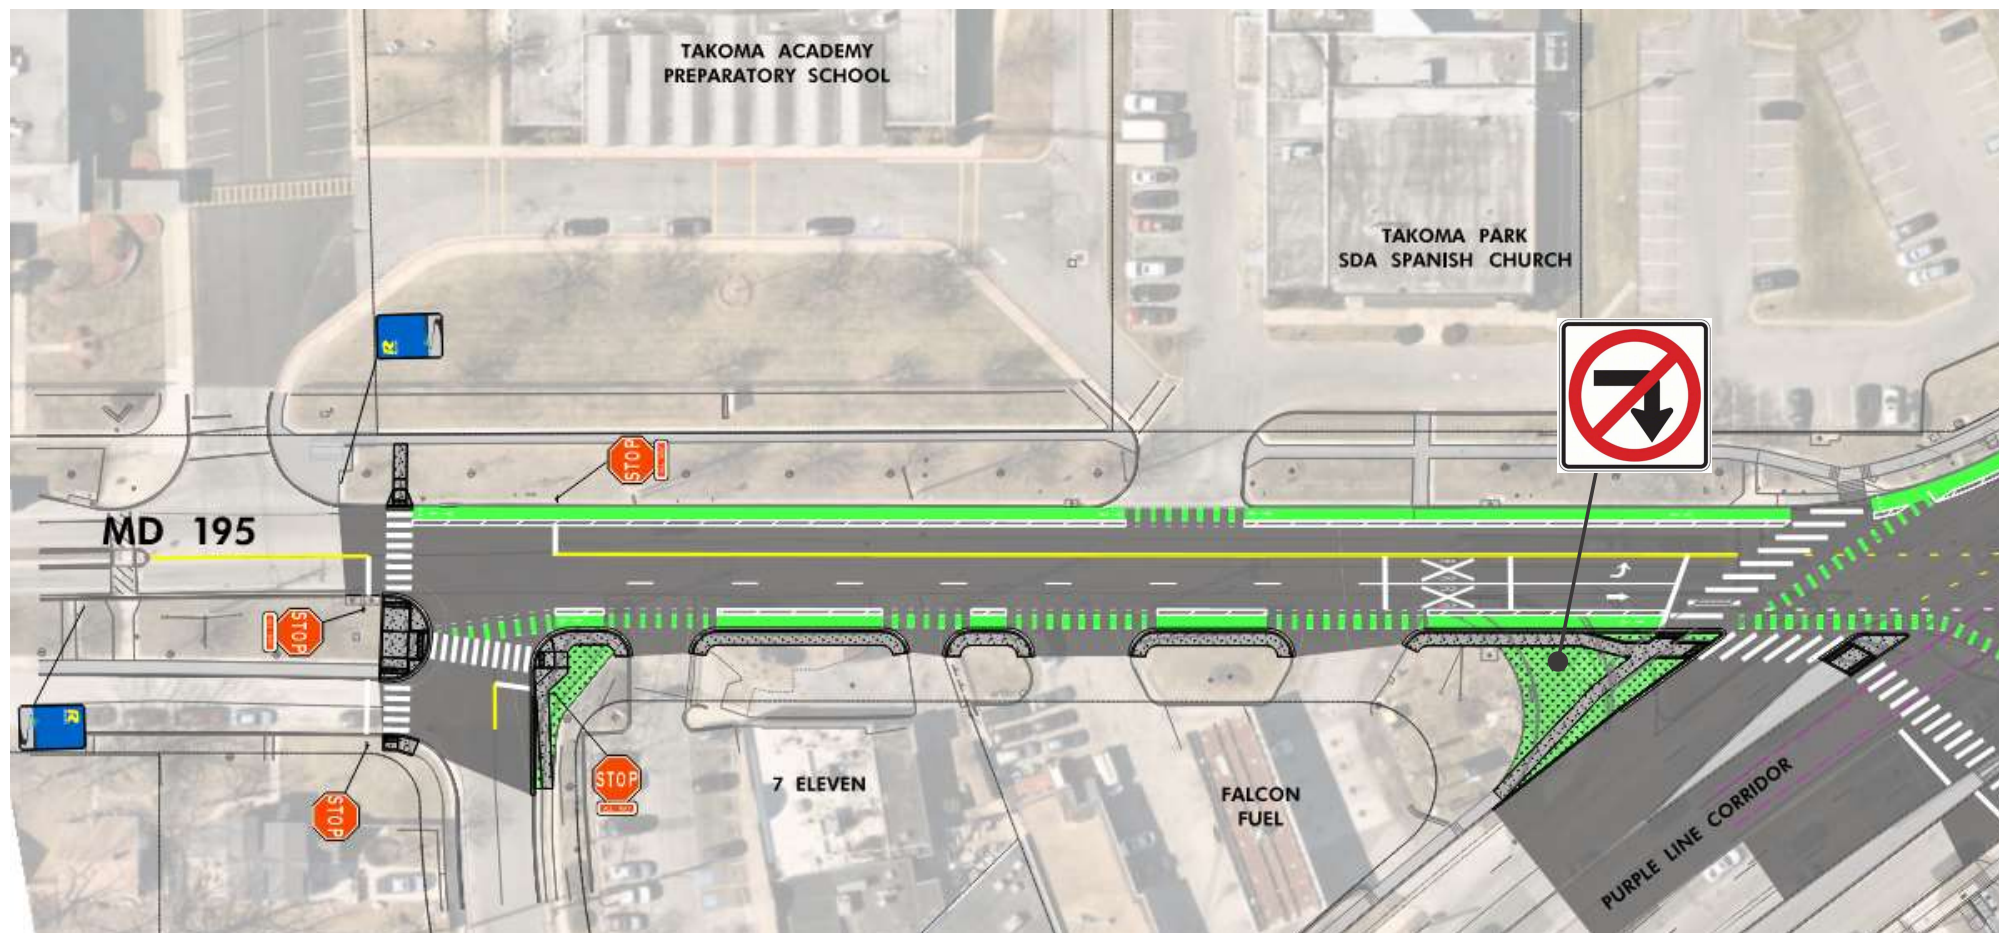 TAKOMA ACADEMY
PREPARATORY SCHOOL
TAKOMA PARK
SDA SPANISH CHURCH
R
STOP
MD 195
STOP
R
STOP
STOP
7 ELEVEN
FALCON
FUEL
PURPLE LINE CORRIDOR